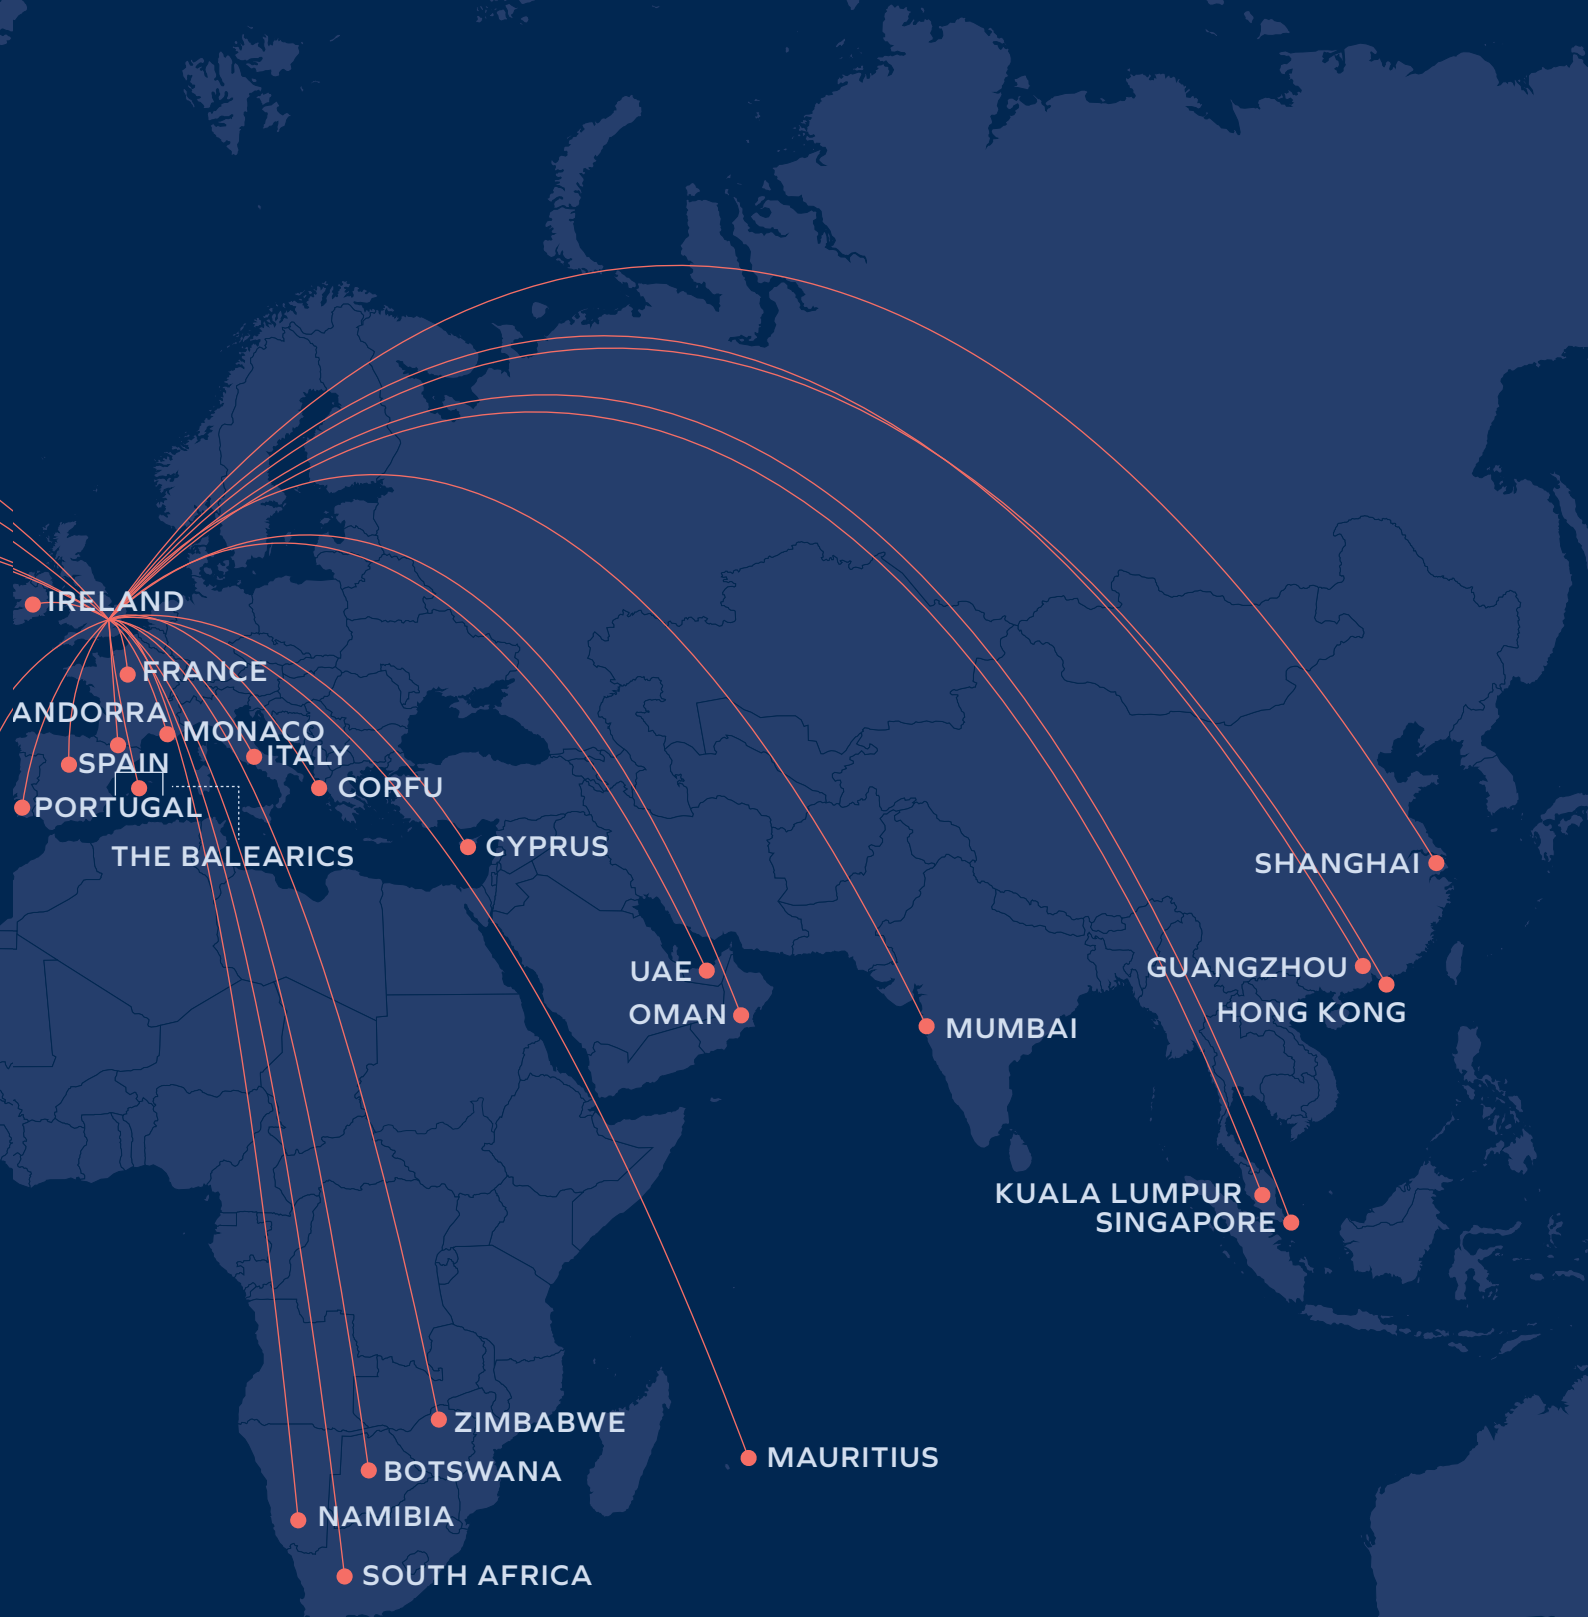 IRELAND
FRANCE
ANDORRA
MONACO
ITALY
SPAIN
CORFU
PORTUGAL
THE BALEARICS
CYPRUS
SHANGHAI
UAE
GUANGZHOU
OMAN
HONG KONG
MUMBAI
KUALA LUMPUR
SINGAPORE
ZIMBABWE
MAURITIUS
BOTSWANA
NAMIBIA
SOUTH AFRICA